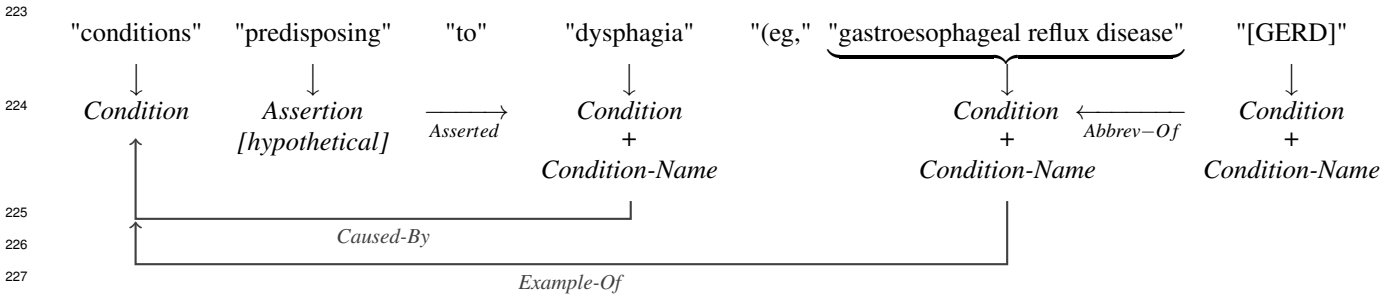 223
"conditions" "predisposing" "to" "dysphagia" "(eg," "gastroesophageal reflux disease" "[GERD]"
224
Condition Assertion Condition Condition Condition
[hypothetical] Asserted + + Abbrev−Of +
Condition-Name Condition-Name Condition-Name
225
Caused-By
226
Example-Of
227